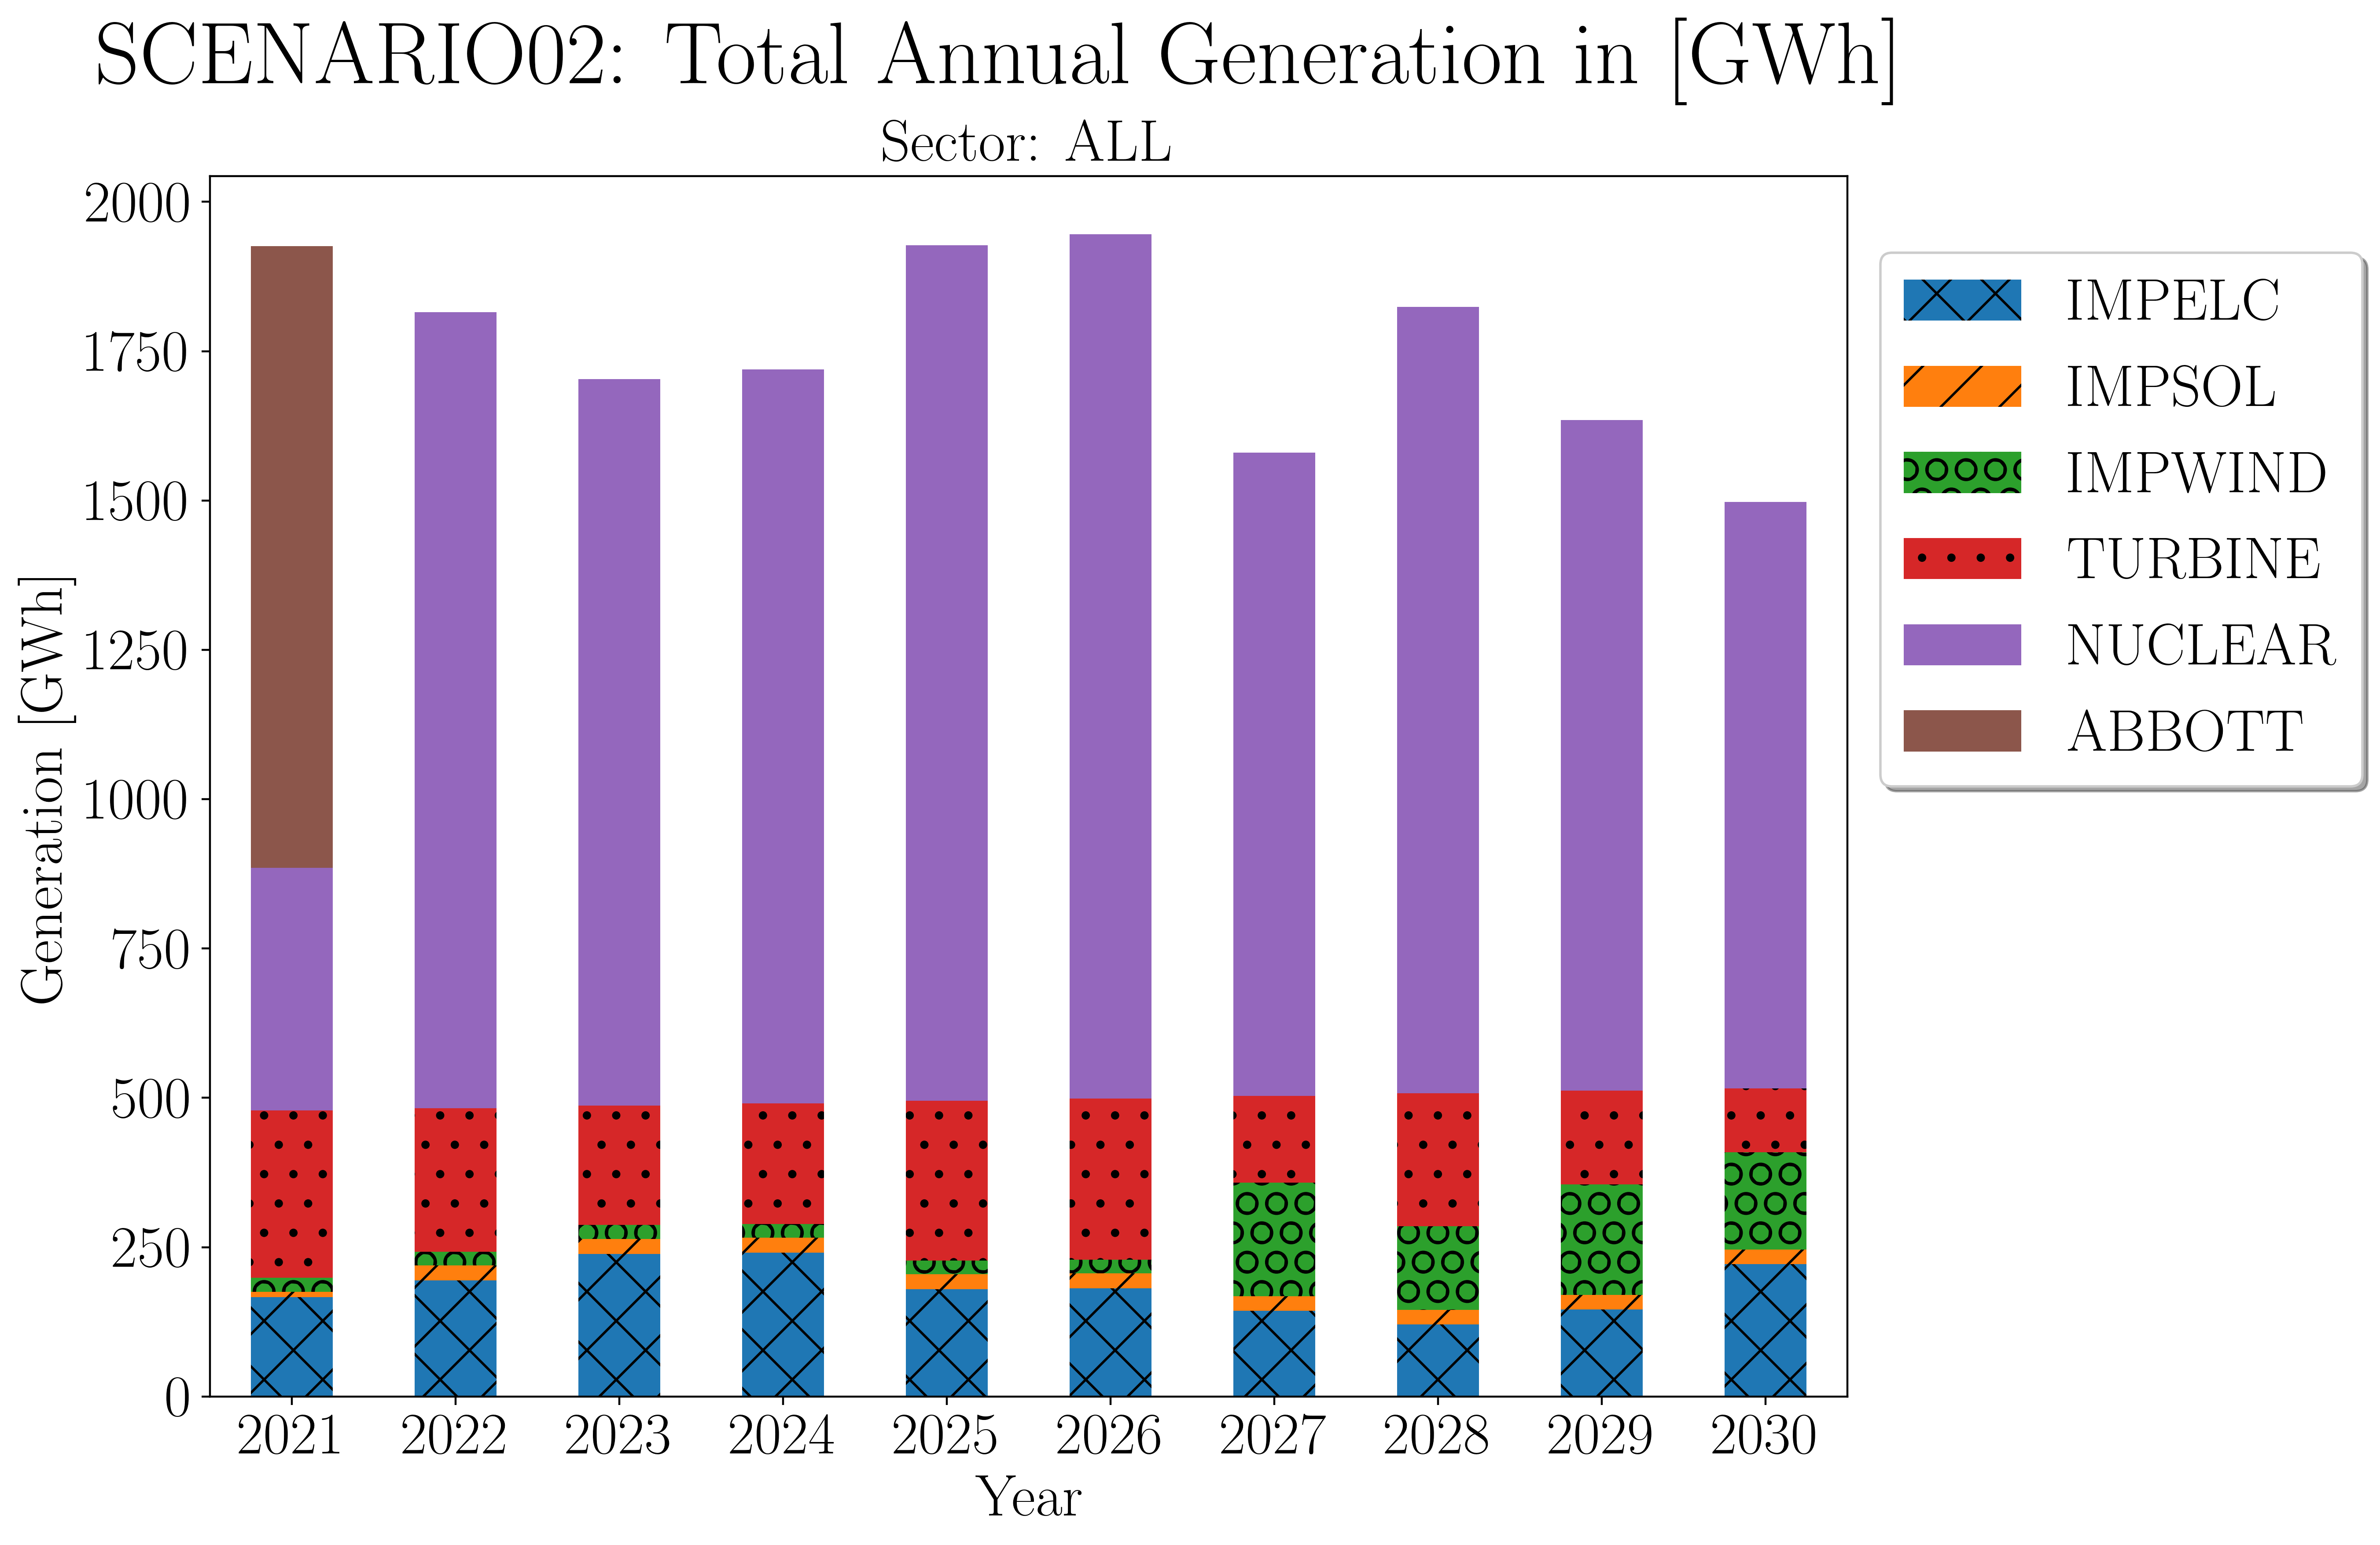 SCENARIO02: Total Annual Generation in [GWh]
Sector: ALL
Generation [GWh]
2000
1750
1500
1250
1000
750
500
250
0
2021 2022 2023 2024 2025 2026 2027 2028 2029 2030
Year
IMPELC
IMPSOL
IMPWIND
TURBINE
NUCLEAR
ABBOTT